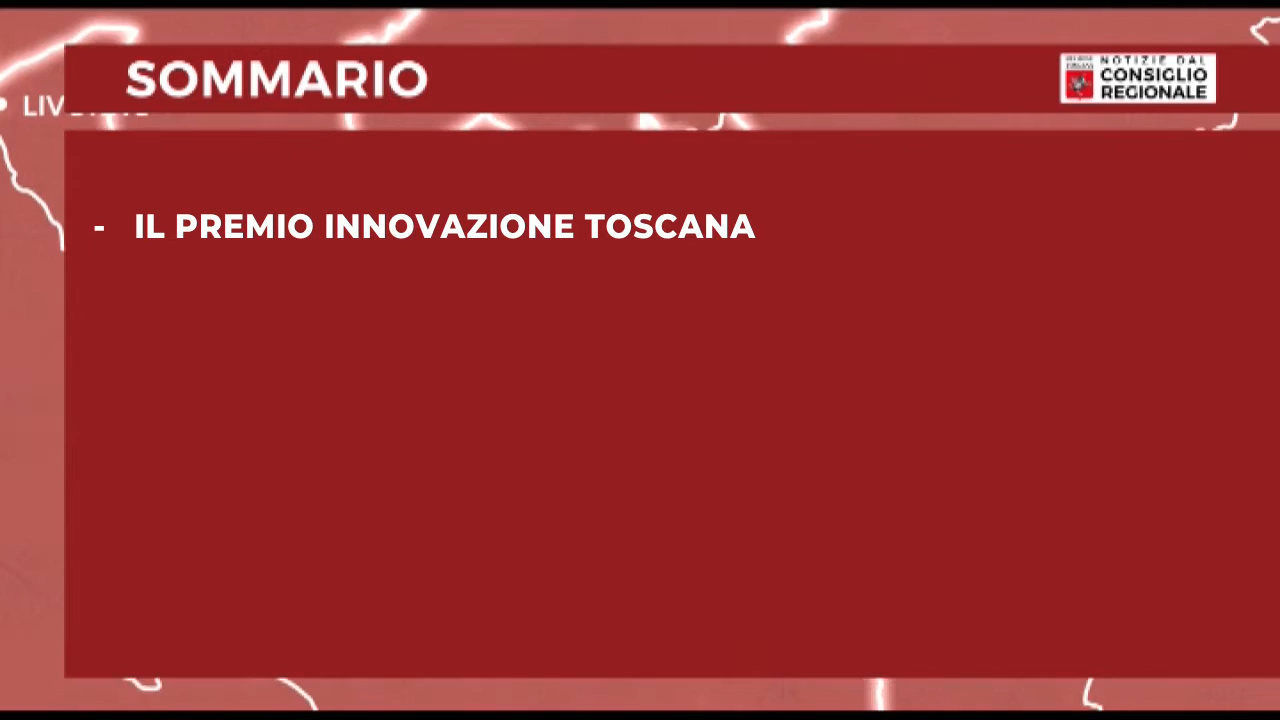 SOMMARIO
NOTIZIE DAL
CONSIGLIO
REGIONALE
- IL PREMIO INNOVAZIONE TOSCANA